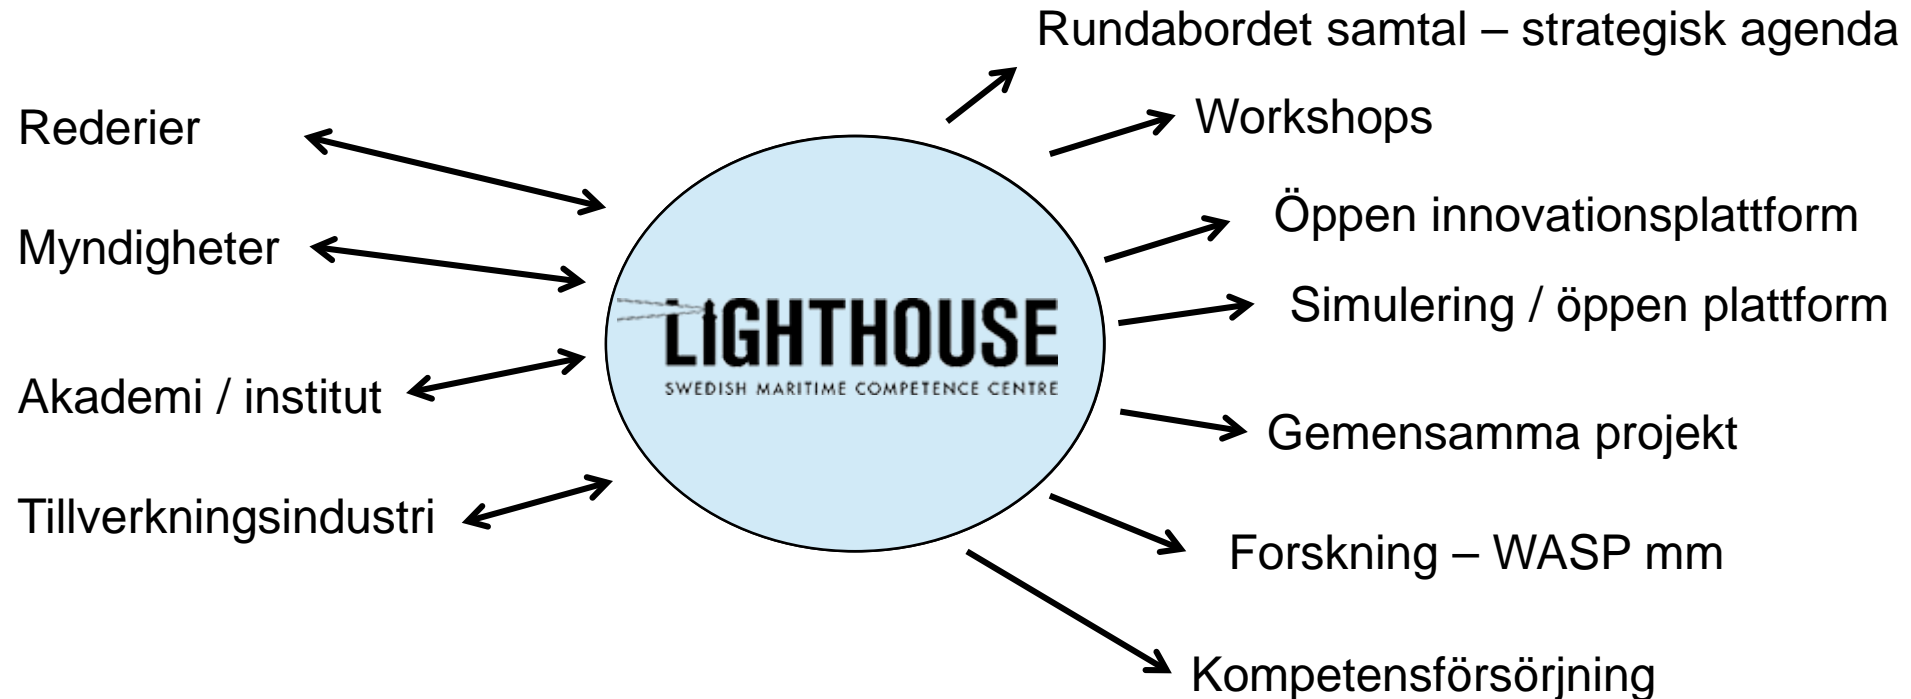 Rundabordet samtal – strategisk agenda
Rederier
Workshops
Myndigheter
Öppen innovationsplattform
LIGHTHOUSE
SWEDISH MARITIME COMPETENCE CENTRE
Simulering / öppen plattform
Akademi / institut
Gemensamma projekt
Tillverkningsindustri
Forskning – WASP mm
Kompetensförsörjning